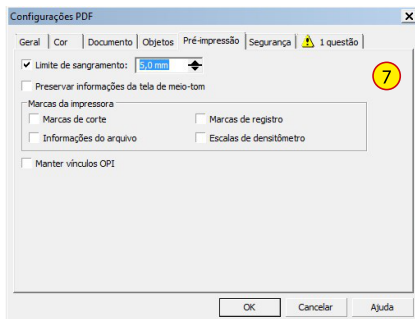 Configurações PDF
Geral Cor Documento Objetos Pré-impressão Segurança 1 questão
Limite de sangramento: 5,0 mm
7
Preservar informações da tela de meio-tom
Marcas da impressora
Marcas de corte Marcas de registro
Informações do arquivo Escalas de densitômetro
Manter vínculos OPI
OK Cancelar Ajuda